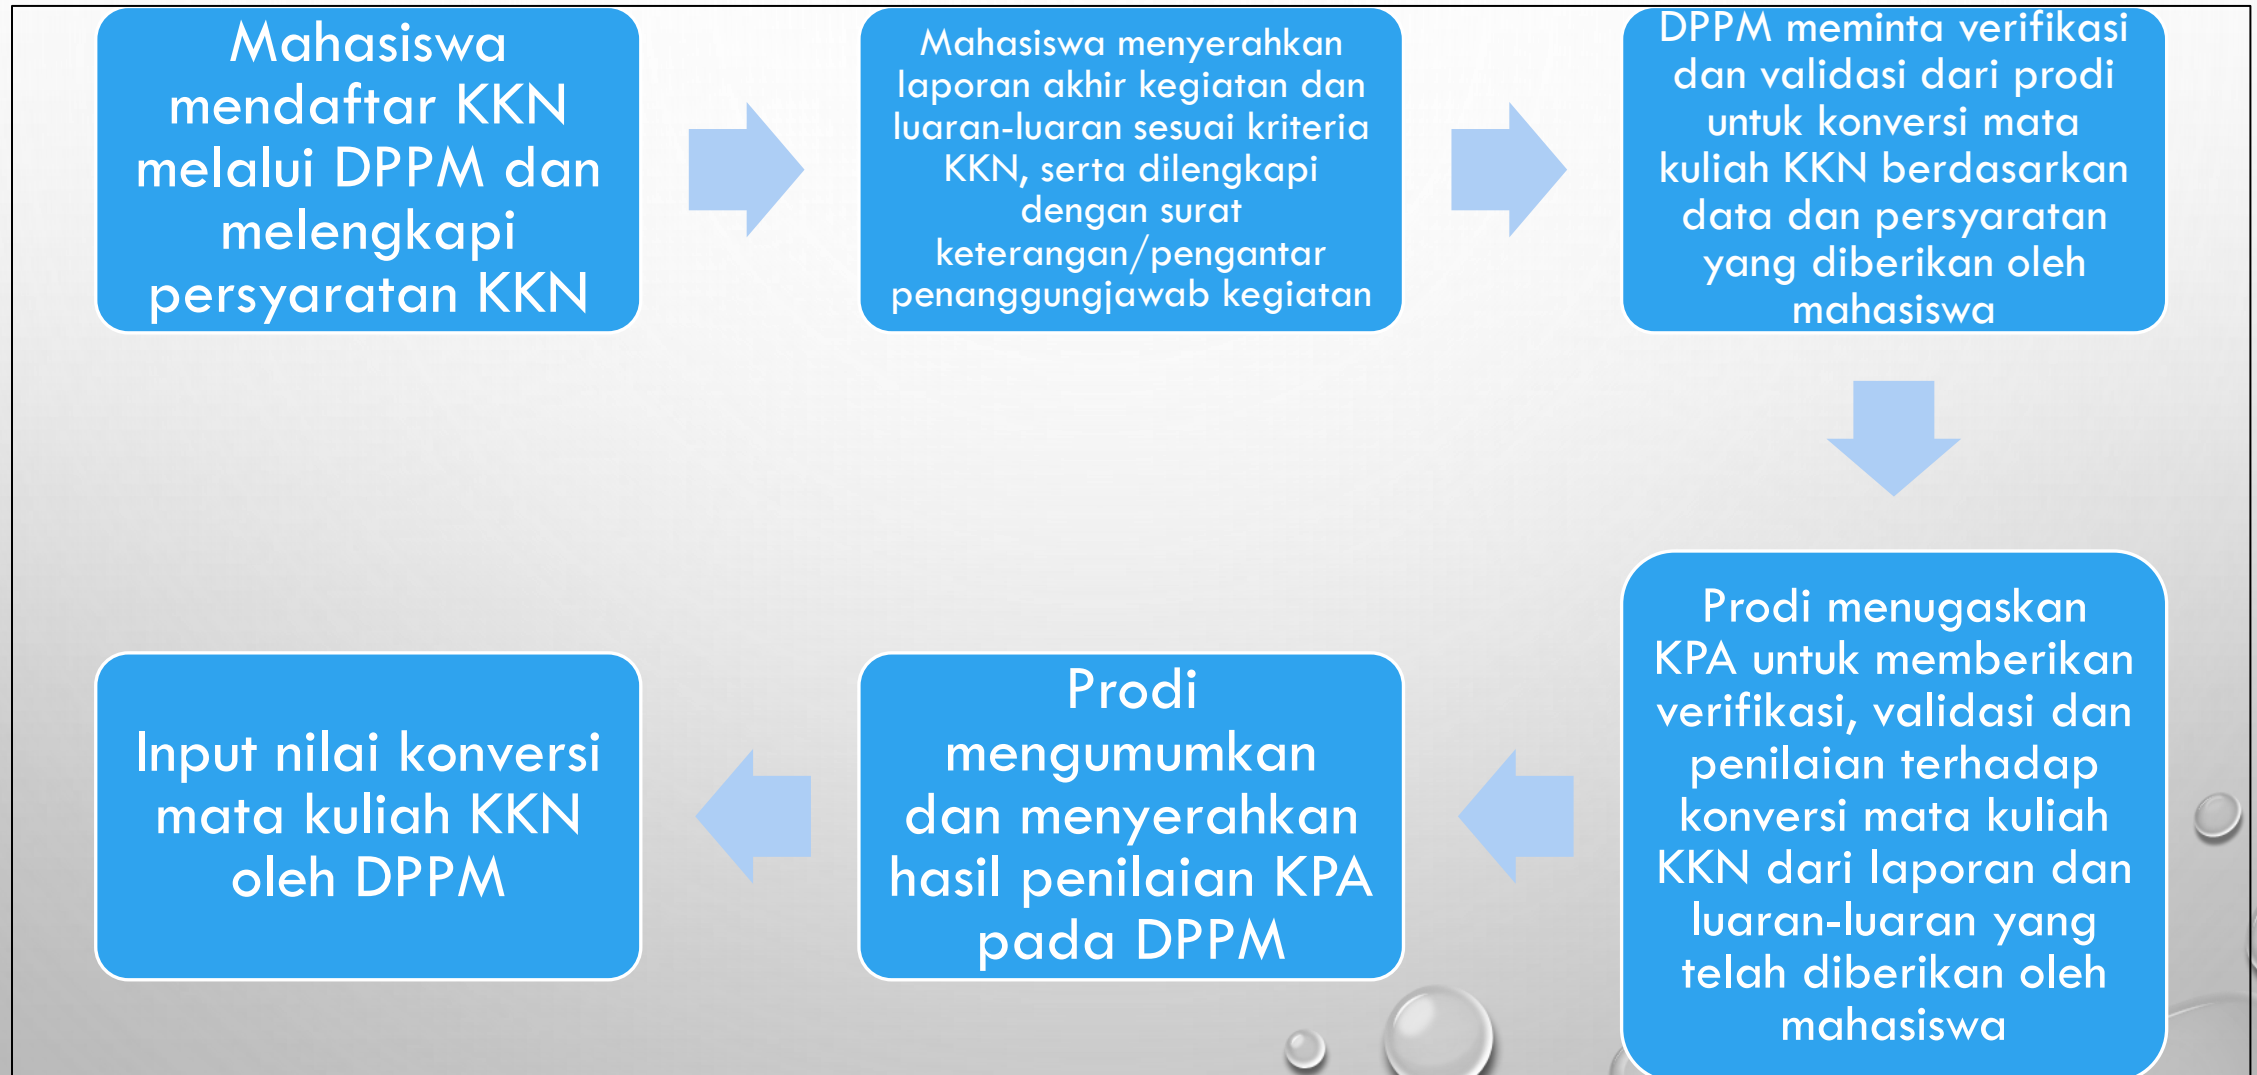 Mahasiswa
mendaftar KKN
melalui DPPM dan
melengkapi
persyaratan KKN
Mahasiswa menyerahkan
laporan akhir kegiatan dan
luaran-luaran sesuai kriteria
KKN, serta dilengkapi
dengan surat
keterangan/pengantar
penanggungjawab kegiatan
DPPM meminta verifikasi
dan validasi dari prodi
untuk konversi mata
kuliah KKN berdasarkan
data dan persyaratan
yang diberikan oleh
mahasiswa
Prodi menugaskan
KPA untuk memberikan
verifikasi, validasi dan
penilaian terhadap
konversi mata kuliah
KKN dari laporan dan
luaran-luaran yang
telah diberikan oleh
mahasiswa
Prodi
mengumumkan
dan menyerahkan
hasil penilaian KPA
pada DPPM
Input nilai konversi
mata kuliah KKN
oleh DPPM